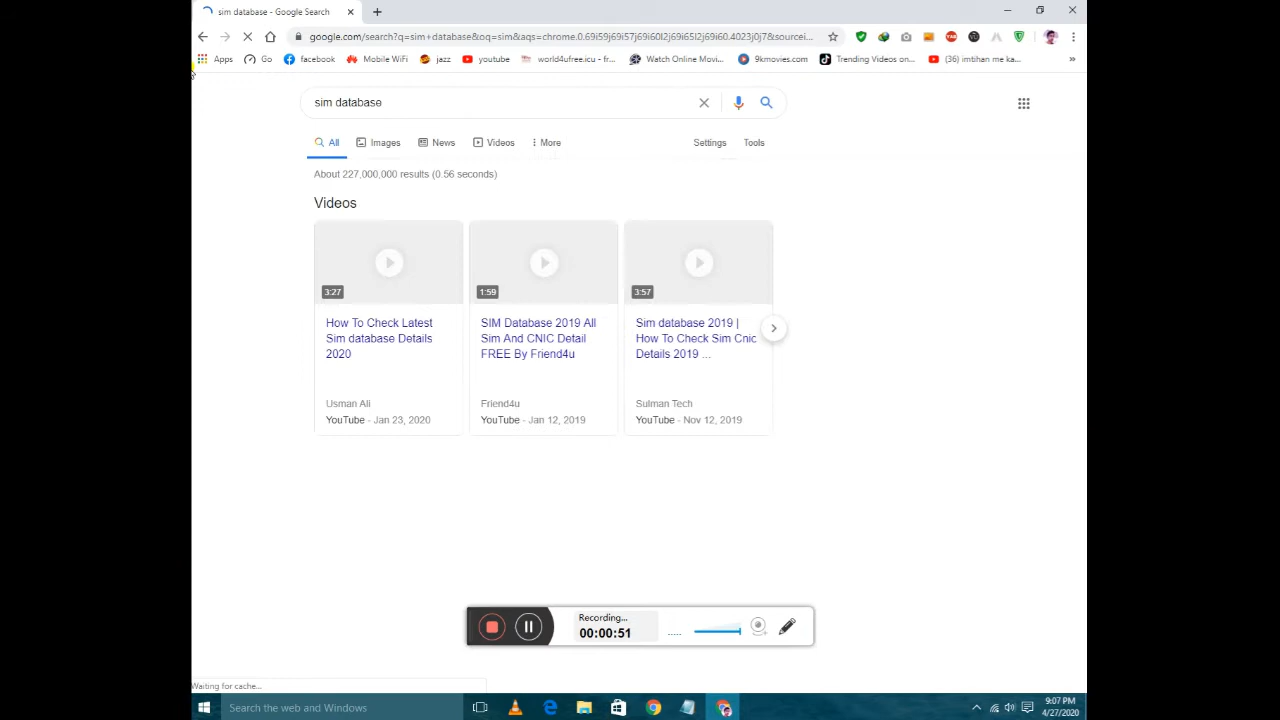 sim database - Google Search
google.com/search?q=sim+database&oq=sim&aqs=chrome.0.69i59j69i57j69i60l2j69i65l2j69i60.4023j0j7&sourcei...
Apps Go facebook Mobile WiFi jazz youtube world4ufree.icu - fr... Watch Online Movi... 9kmovies.com Trending Videos on... (36) imtihan me ka...
sim database
All Images News Videos More Settings Tools
About 227,000,000 results (0.56 seconds)
Videos
3:27 1:59 3:57
How To Check Latest
Sim database Details
2020
Usman Ali
YouTube - Jan 23, 2020
SIM Database 2019 All
Sim And CNIC Detail
FREE By Friend4u
Friend4u
YouTube - Jan 12, 2019
Sim database 2019 |
How To Check Sim Cnic
Details 2019 ...
Sulman Tech
YouTube - Nov 12, 2019
Recording...
00:00:51
Waiting for cache...
Search the web and Windows
9:07 PM
4/27/2020